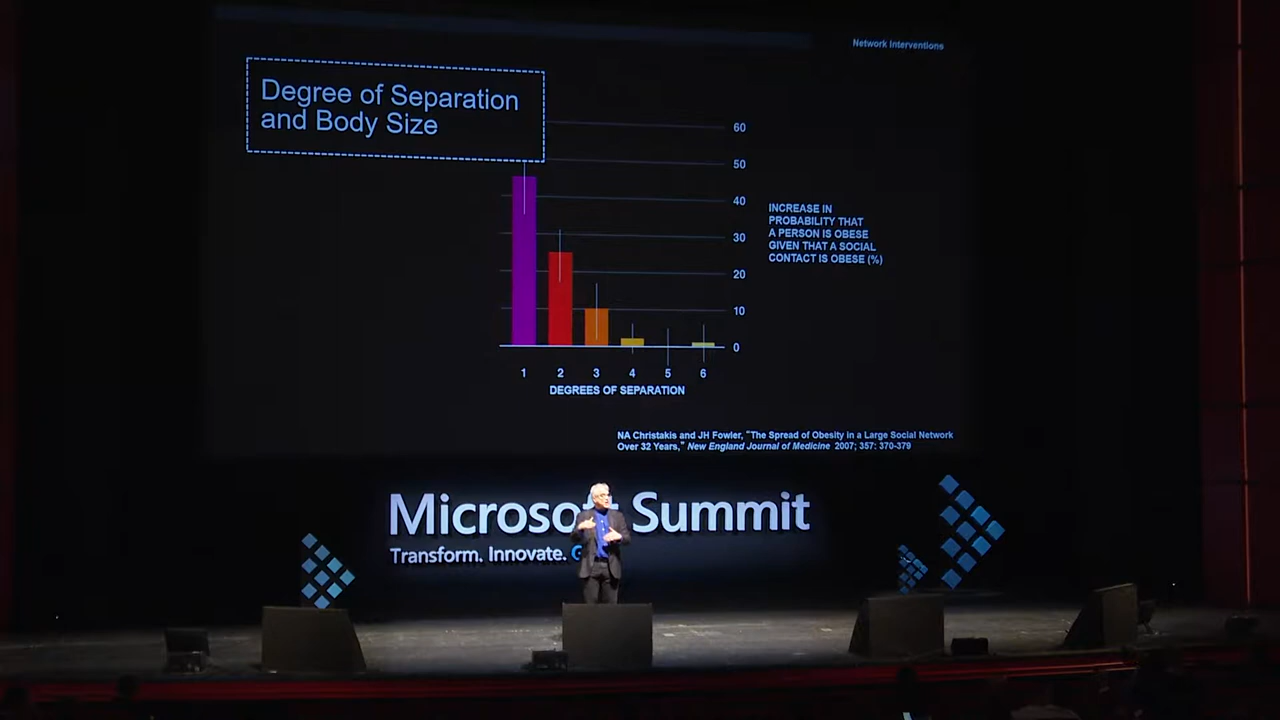 Network Interventions
Degree of Separation
and Body Size
60
50
40
30
20
10
0
INCREASE IN
PROBABILITY THAT
A PERSON IS OBESE
GIVEN THAT A SOCIAL
CONTACT IS OBESE (%)
1 2 3 4 5 6
DEGREES OF SEPARATION
NA Christakis and JH Fowler, "The Spread of Obesity in a Large Social Network
Over 32 Years," New England Journal of Medicine 2007; 357: 370-379
Microsoft Summit
Transform. Innovate.